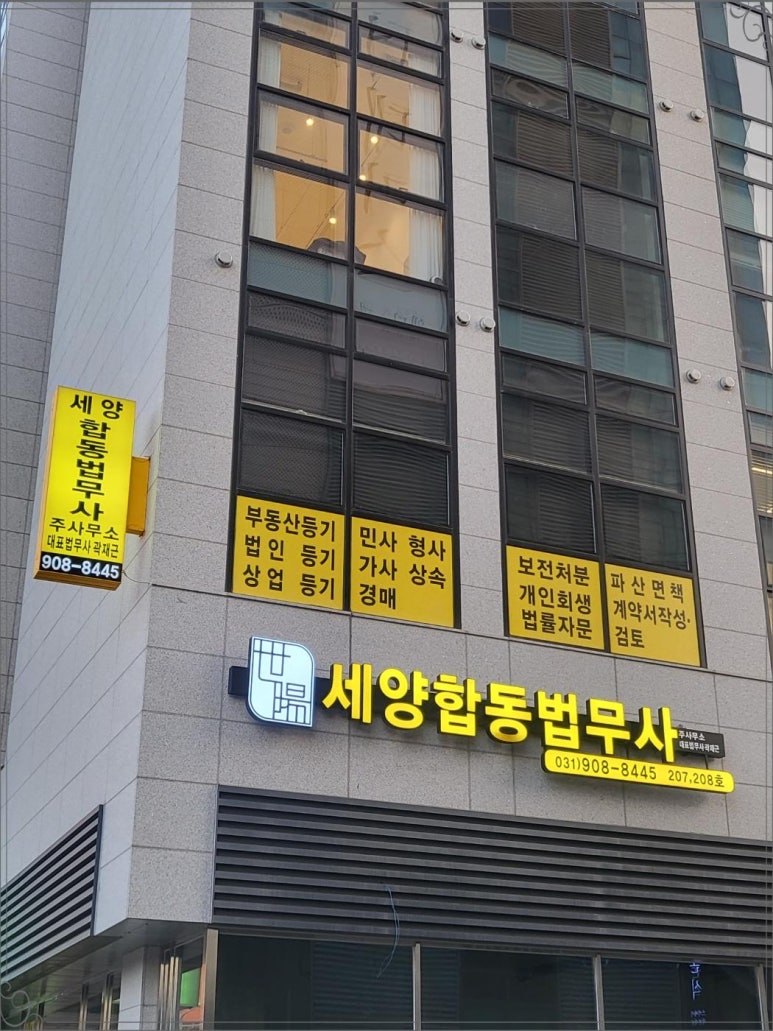 세양
합동법무사
주사무소
대표법무사 곽재근
908-8445
부동산등기
법인 등기
상업 등기
민사 형사
가사 상속
경매
보전처분
개인회생
법률자문
파산면책
계약서작성·
검토
世陽
세양합동법무사
주사무소
대표법무사 곽재근
031)908-8445 207,208호